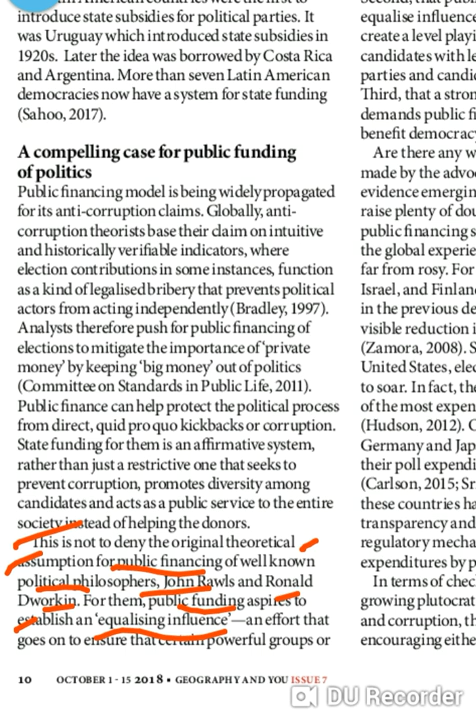 American countries were the first to
introduce state subsidies for political parties. It
was Uruguay which introduced state subsidies in
1920s. Later the idea was borrowed by Costa Rica
and Argentina. More than seven Latin American
democracies now have a system for state funding
(Sahoo, 2017).
A compelling case for public funding
of politics
Public financing model is being widely propagated
for its anti-corruption claims. Globally, anti-
corruption theorists base their claim on intuitive
and historically verifiable indicators, where
election contributions in some instances, function
as a kind of legalised bribery that prevents political
actors from acting independently (Bradley, 1997).
Analysts therefore push for public financing of
elections to mitigate the importance of ‘private
money’ by keeping ‘big money’ out of politics
(Committee on Standards in Public Life, 2011).
Public finance can help protect the political process
from direct, quid pro quo kickbacks or corruption.
State funding for them is an affirmative system,
rather than just a restrictive one that seeks to
prevent corruption, promotes diversity among
candidates and acts as a public service to the entire
society instead of helping the donors.
This is not to deny the original theoretical
assumption for public financing of well known
political philosophers, John Rawls and Ronald
Dworkin. For them, public funding aspires to
establish an ‘equalising influence’—an effort that
goes on to ensure that certain powerful groups or
equalise influenc
create a level playi
candidates with le
parties and candi
Third, that a stron
demands public fi
benefit democracy
Are there any w
made by the advoc
evidence emergin
raise plenty of dou
public financing s
the global experie
far from rosy. For
Israel, and Finlan
in the previous de
visible reduction i
(Zamora, 2008). S
United States, elec
to soar. In fact, the
of the most expen
(Hudson, 2012). C
Germany and Jap
their poll expendi
(Carlson, 2015; Sr
these countries ha
transparency and
regulatory mecha
expenditures by p
In terms of chec
growing plutocrat
and corruption, th
encouraging eithe
10 OCTOBER 1 - 15 2018 • GEOGRAPHY AND YOU ISSUE 7
DU Recorder